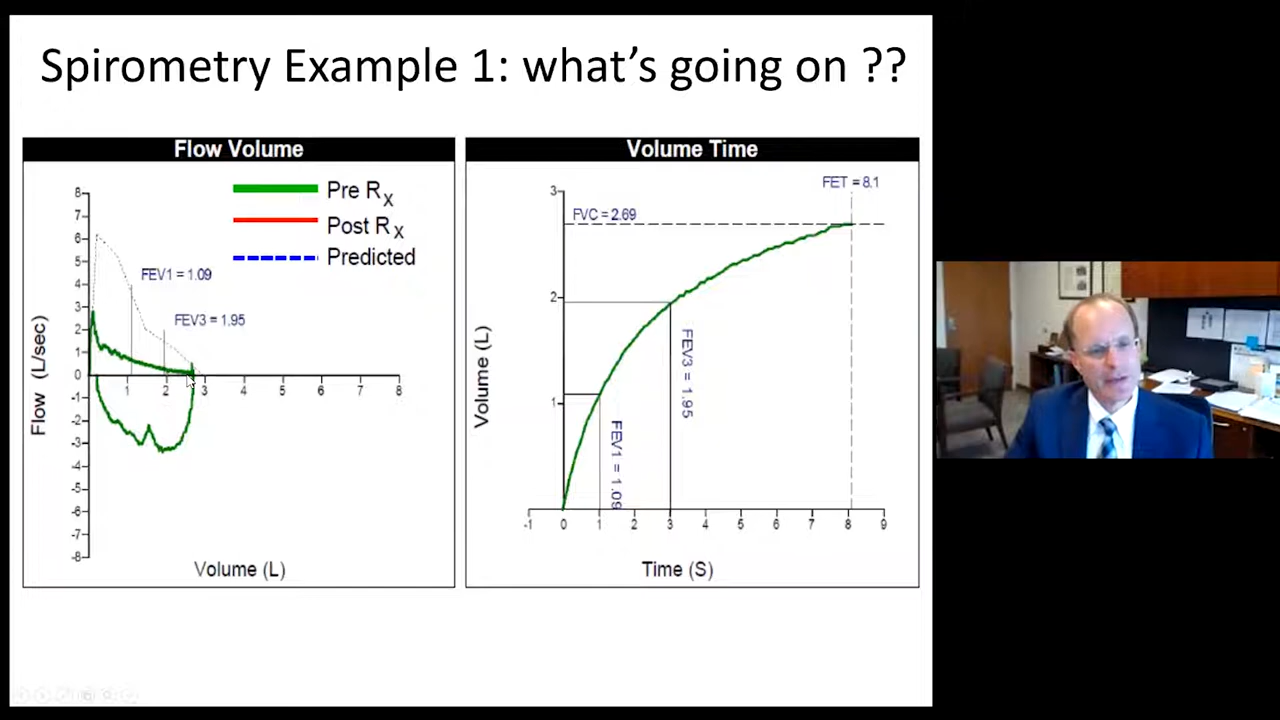 Spirometry Example 1: what's going on ??
Flow Volume
8
7
6
5
4
3
2
1
0
-1
-2
-3
-4
-5
-6
-7
-8
1
2
3
4
5
6
7
8
Pre Rx
Post Rx
Predicted
FEV1 = 1.09
FEV3 = 1.95
Flow (L/sec)
Volume (L)
Volume Time
FET = 8.1
FVC = 2.69
3
2
1
FEV1 = 1.09
FEV3 = 1.95
Volume (L)
-1 0 1 2 3 4 5 6 7 8 9
Time (S)